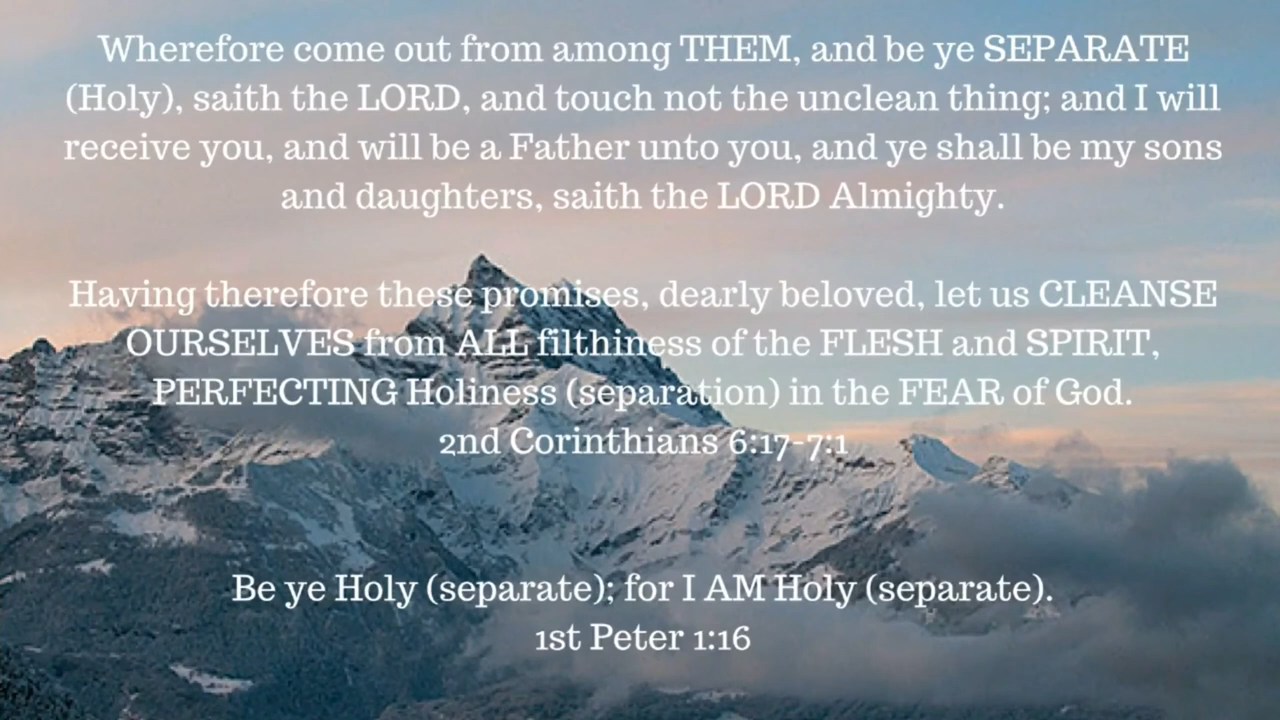 Wherefore come out from among THEM, and be ye SEPARATE
(Holy), saith the LORD, and touch not the unclean thing; and I will
receive you, and will be a Father unto you, and ye shall be my sons
and daughters, saith the LORD Almighty.
Having therefore these promises, dearly beloved, let us CLEANSE
OURSELVES from ALL filthiness of the FLESH and SPIRIT,
PERFECTING Holiness (separation) in the FEAR of God.
2nd Corinthians 6:17-7:1
Be ye Holy (separate); for I AM Holy (separate).
1st Peter 1:16